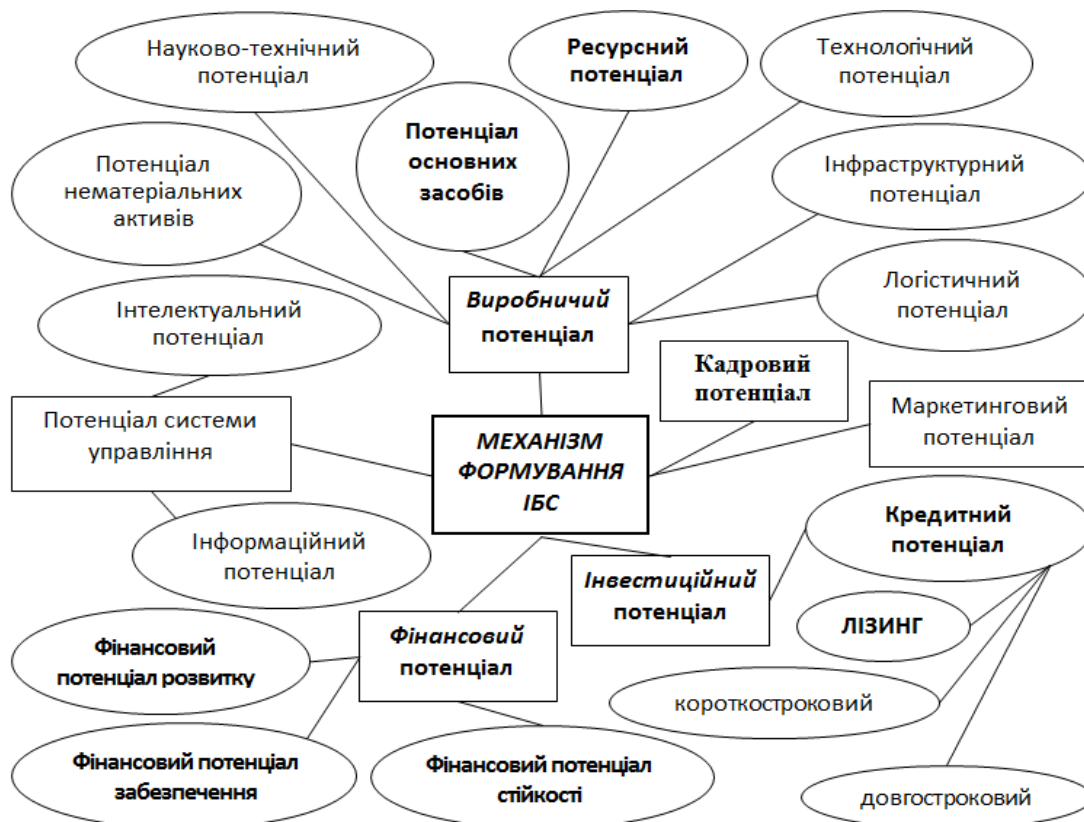 Науково-технічний
потенціал
Ресурсний
потенціал
Технологічний
потенціал
Потенціал
основних
засобів
Потенціал
нематеріальних
активів
Інфраструктурний
потенціал
Інтелектуальний
потенціал
Виробничий
потенціал
Логістичний
потенціал
Кадровий
потенціал
Потенціал системи
управління
МЕХАНІЗМ
ФОРМУВАННЯ
ІБС
Маркетинговий
потенціал
Інформаційний
потенціал
Кредитний
потенціал
Інвестиційний
потенціал
Фінансовий
потенціал
ЛІЗИНГ
Фінансовий
потенціал розвитку
короткостроковий
Фінансовий потенціал
забезпечення
Фінансовий потенціал
стійкості
довгостроковий